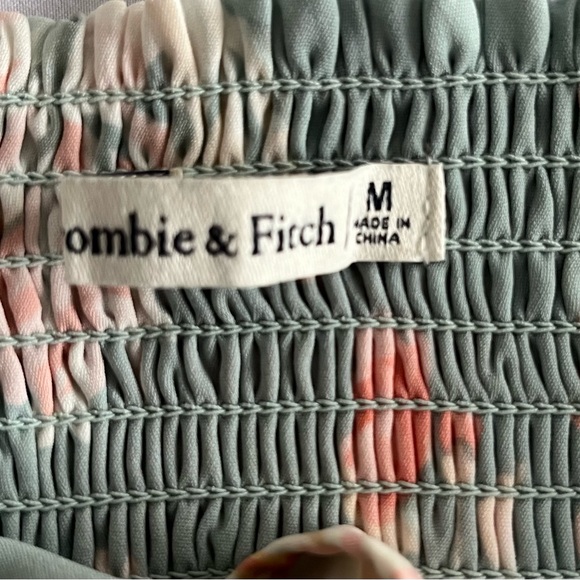 ombie & Fitch
M
MADE IN
CHINA